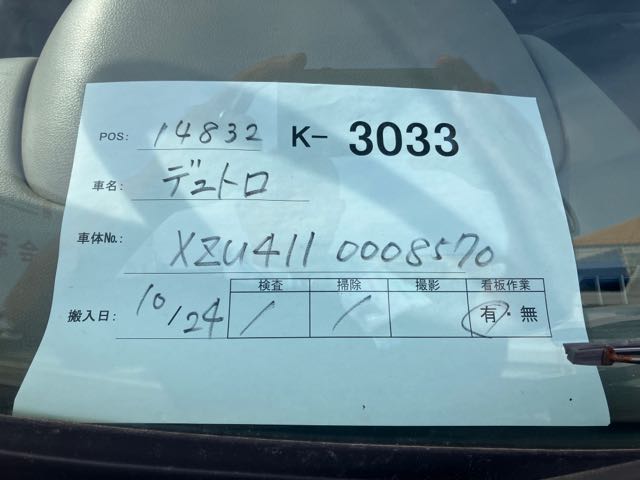 POS: 14832 K- 3033
車名: デュトロ
車体No.: XZU411 0008570
検査 掃除 撮影 看板作業
搬入日: 10/24 / / 有・無